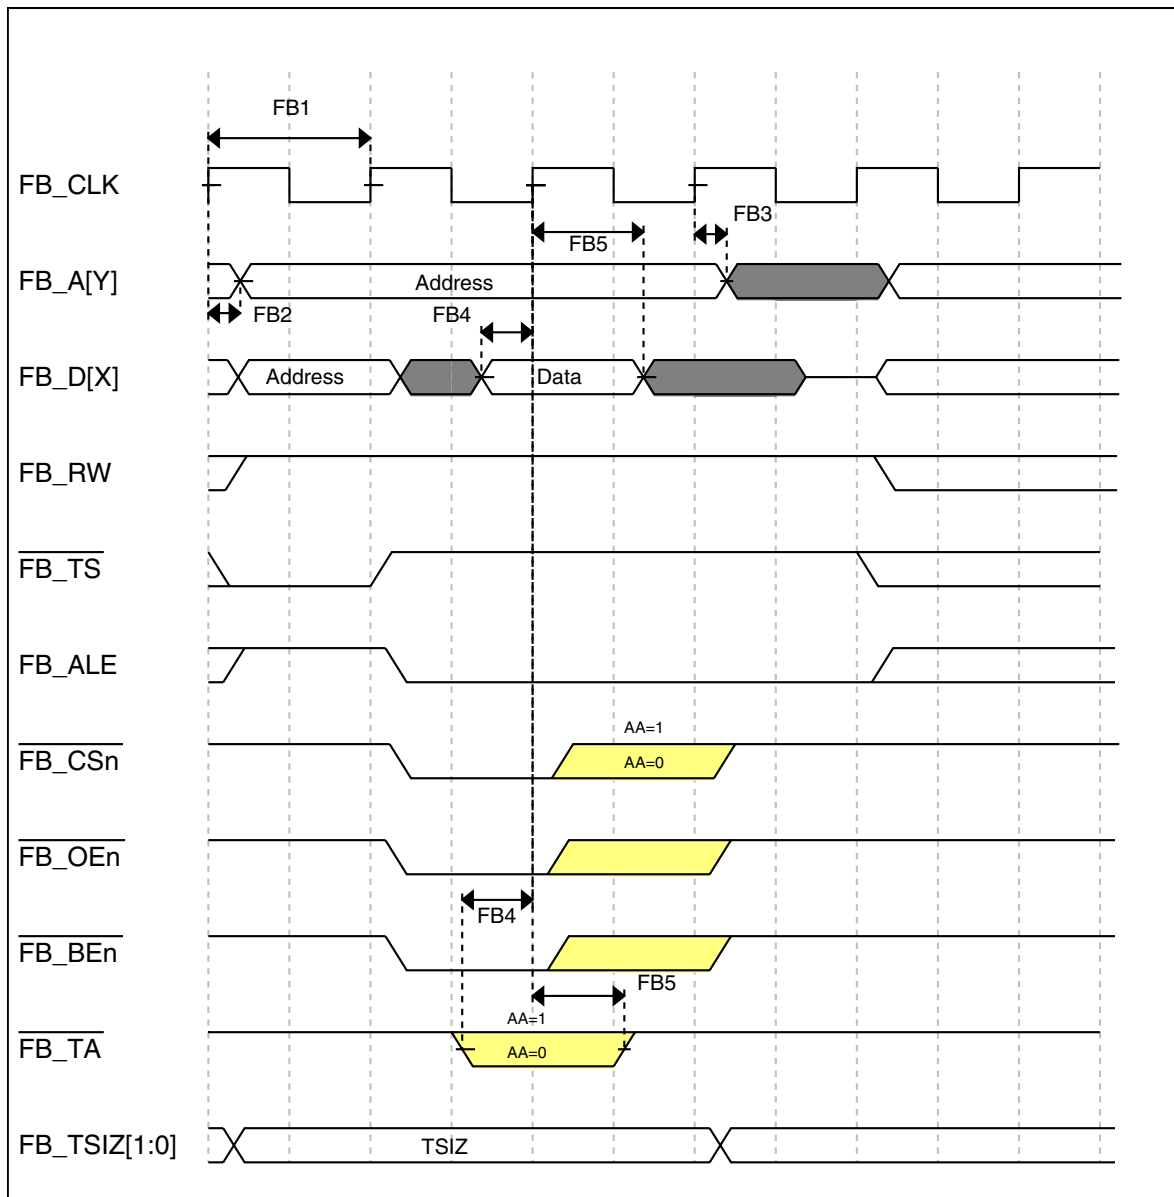 FB1
FB_CLK
FB3
FB5
FB_A[Y]
Address
FB2
FB4
FB_D[X]
Address
Data
FB_RW
FB_TS
FB_ALE
AA=1
FB_CSn
AA=0
FB_OEn
FB4
FB_BEn
FB5
AA=1
FB_TA
AA=0
FB_TSIZ[1:0]
TSIZ